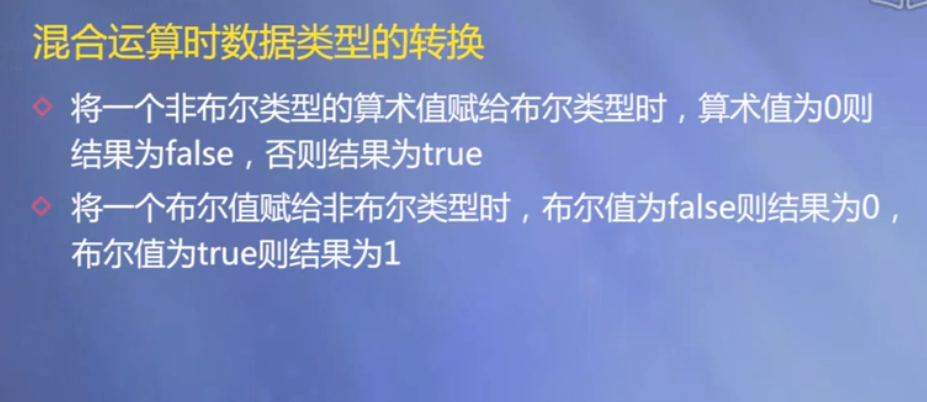 混合运算时数据类型的转换
将一个非布尔类型的算术值赋给布尔类型时，算术值为0则
结果为false，否则结果为true
将一个布尔值赋给非布尔类型时，布尔值为false则结果为0，
布尔值为true则结果为1